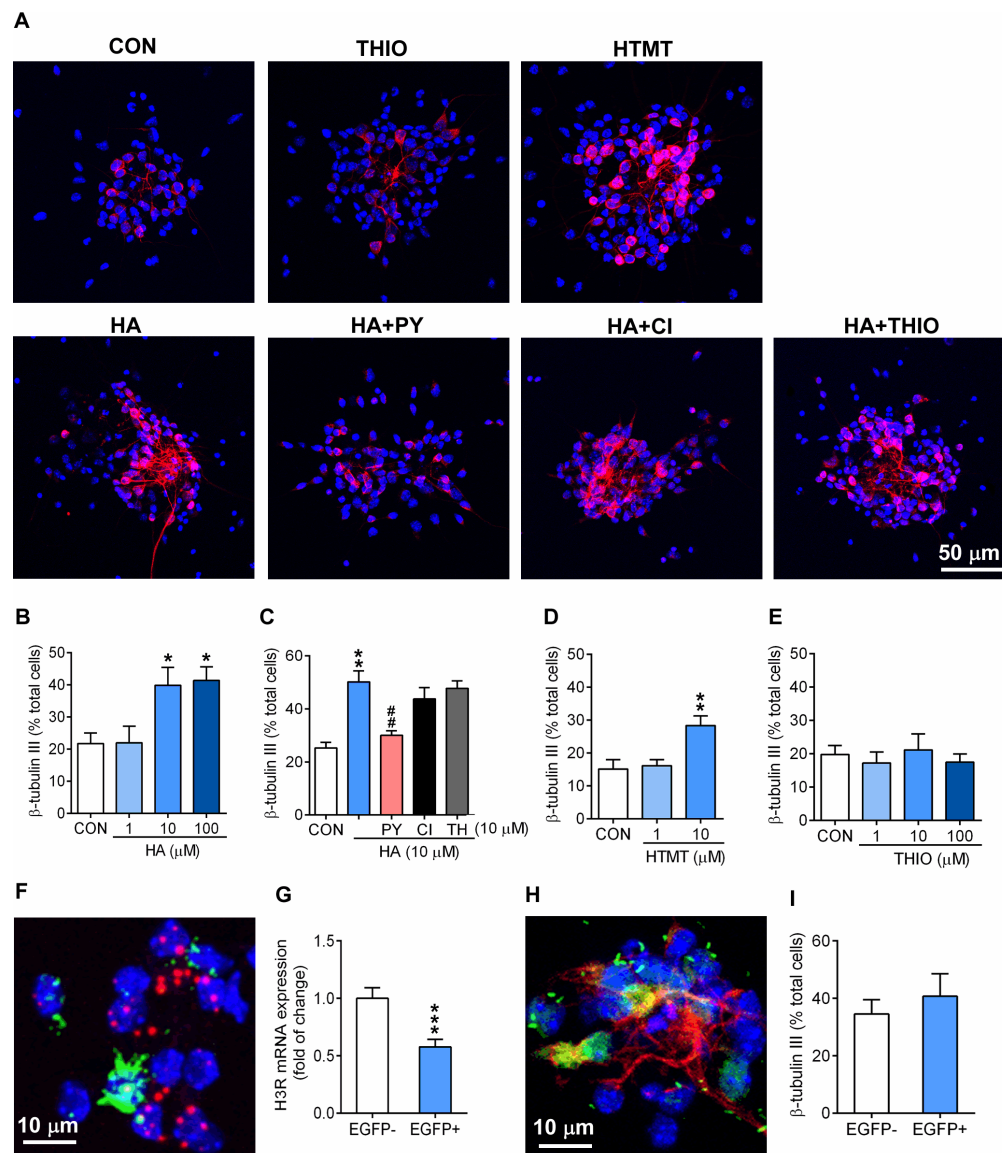 A
CON THIO HTMT
HA HA+PY HA+CI HA+THIO
50 μm
B
β-tubulin III (% total cells)
50
40
30
20
10
0
* *
CON 1 10 100
HA (μM)
C
β-tubulin III (% total cells)
60
40
20
0
**
##
CON PY CI TH (10 μM)
HA (10 μM)
D
β-tubulin III (% total cells)
50
40
30
20
10
0
**
CON 1 10
HTMT (μM)
E
β-tubulin III (% total cells)
50
40
30
20
10
0
CON 1 10 100
THIO (μM)
F
10 μm
G
H3R mRNA expression
(fold of change)
1.5
1.0
0.5
0.0
***
EGFP- EGFP+
H
10 μm
I
β-tubulin III (% total cells)
60
40
20
0
EGFP- EGFP+